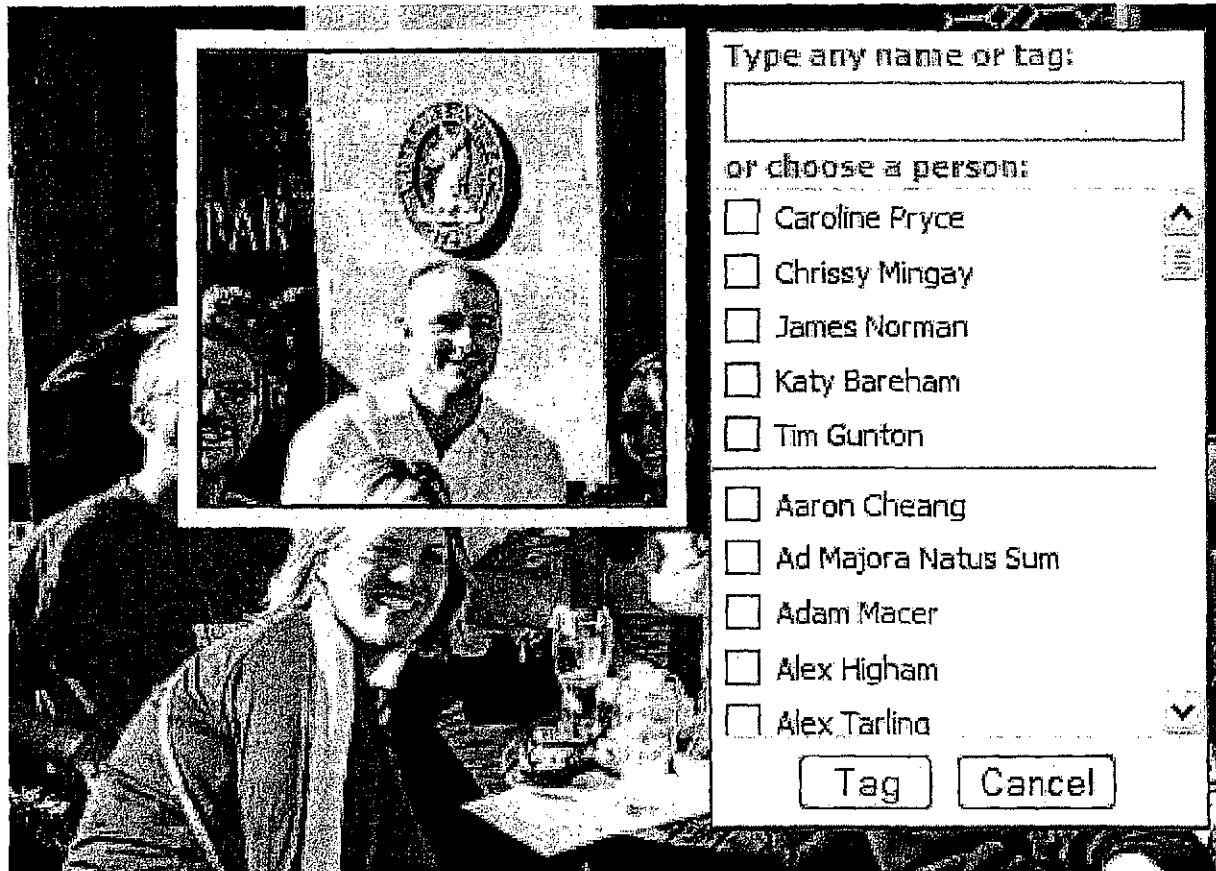 Type any name or tag:
or choose a person:
Caroline Pryce
Chrissy Mingay
James Norman
Katy Bareham
Tim Gunton
Aaron Cheang
Ad Majora Natus Sum
Adam Macer
Alex Higham
Alex Tarling
Tag
Cancel